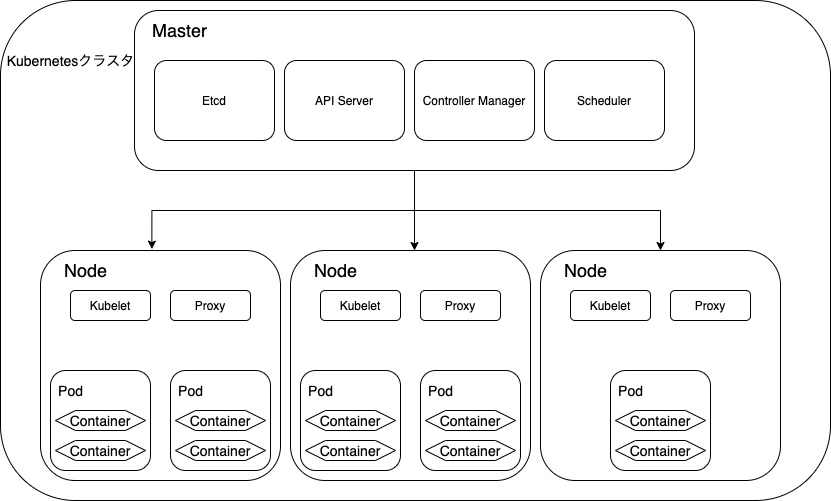 Master
Kubernetesクラスタ
Etcd
API Server
Controller Manager
Scheduler
Node
Kubelet
Proxy
Pod
Container
Container
Pod
Container
Container
Node
Kubelet
Proxy
Pod
Container
Container
Pod
Container
Container
Node
Kubelet
Proxy
Pod
Container
Container